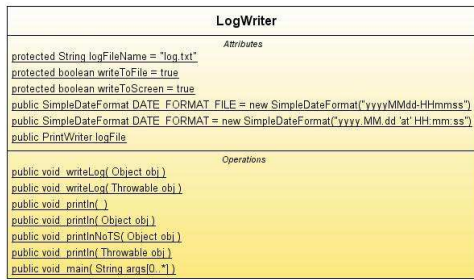 LogWriter
Attributes
protected String logFileName = "log.txt"
protected boolean writeToFile = true
protected boolean writeToScreen = true
public SimpleDateFormat DATE_FORMAT_FILE = new SimpleDateFormat("yyyyMMdd-HHmmss")
public SimpleDateFormat DATE_FORMAT = new SimpleDateFormat("yyyy.MM.dd 'at' HH:mm:ss")
public PrintWriter logFile
Operations
public void writeLog( Object obj )
public void writeLog( Throwable obj )
public void println( )
public void println( Object obj )
public void printlnNoTS( Object obj )
public void println( Throwable obj )
public void main( String args[0..*] )